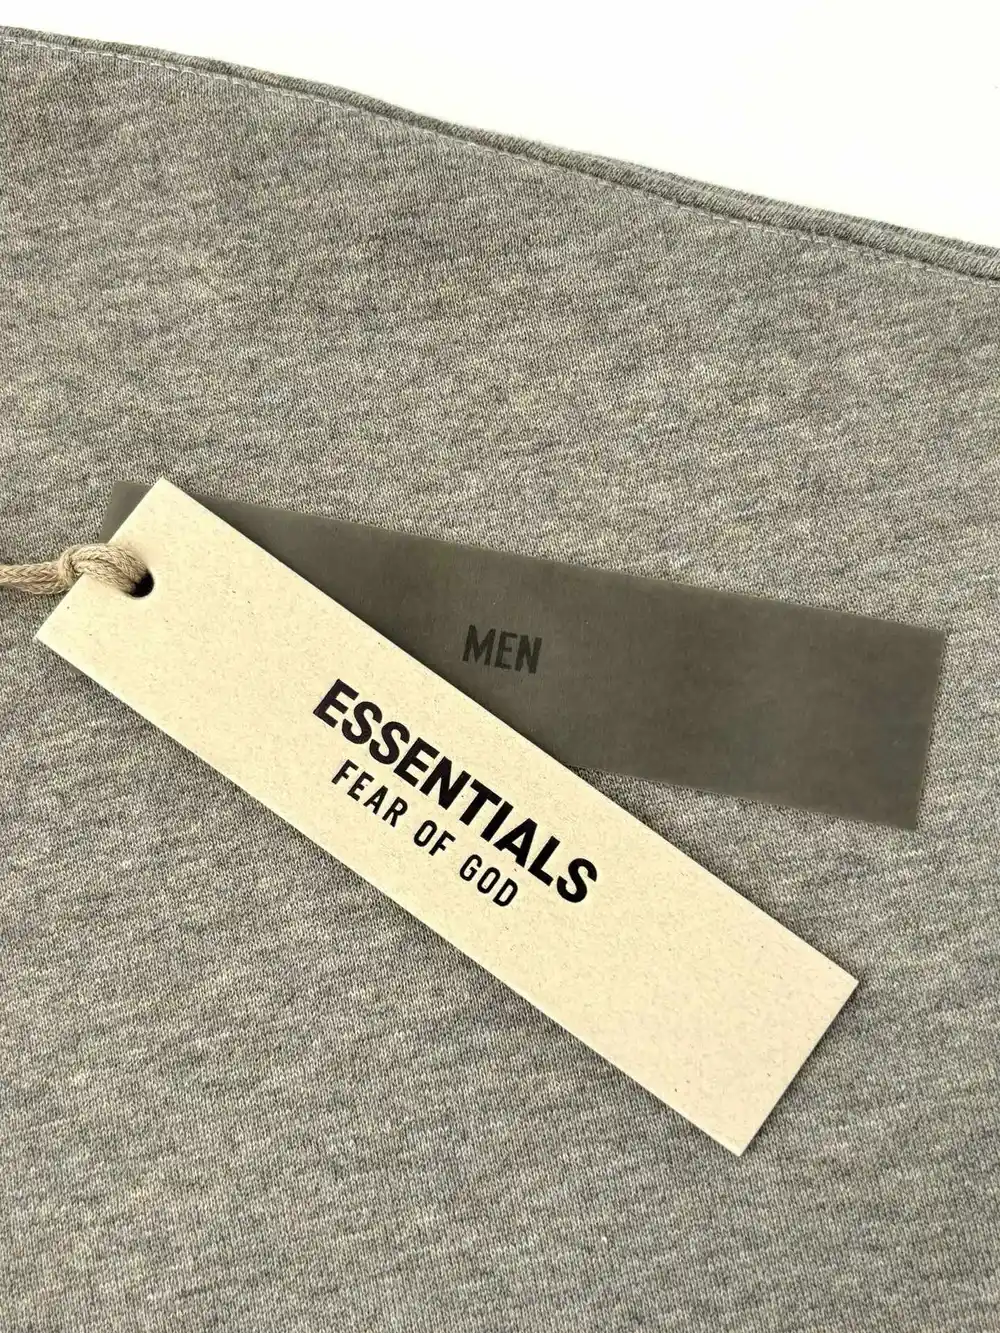 MEN
ESSENTIALS
FEAR OF GOD